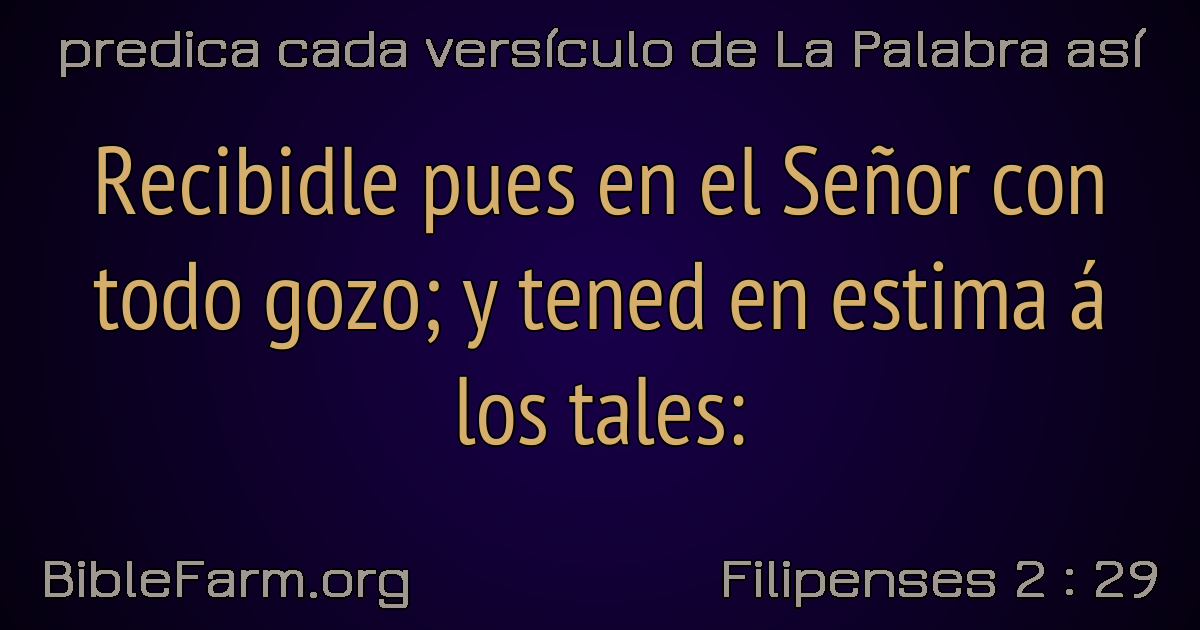 predica cada versículo de La Palabra así
Recibidle pues en el Señor con
todo gozo; y tened en estima á
los tales:
BibleFarm.org
Filipenses 2 : 29